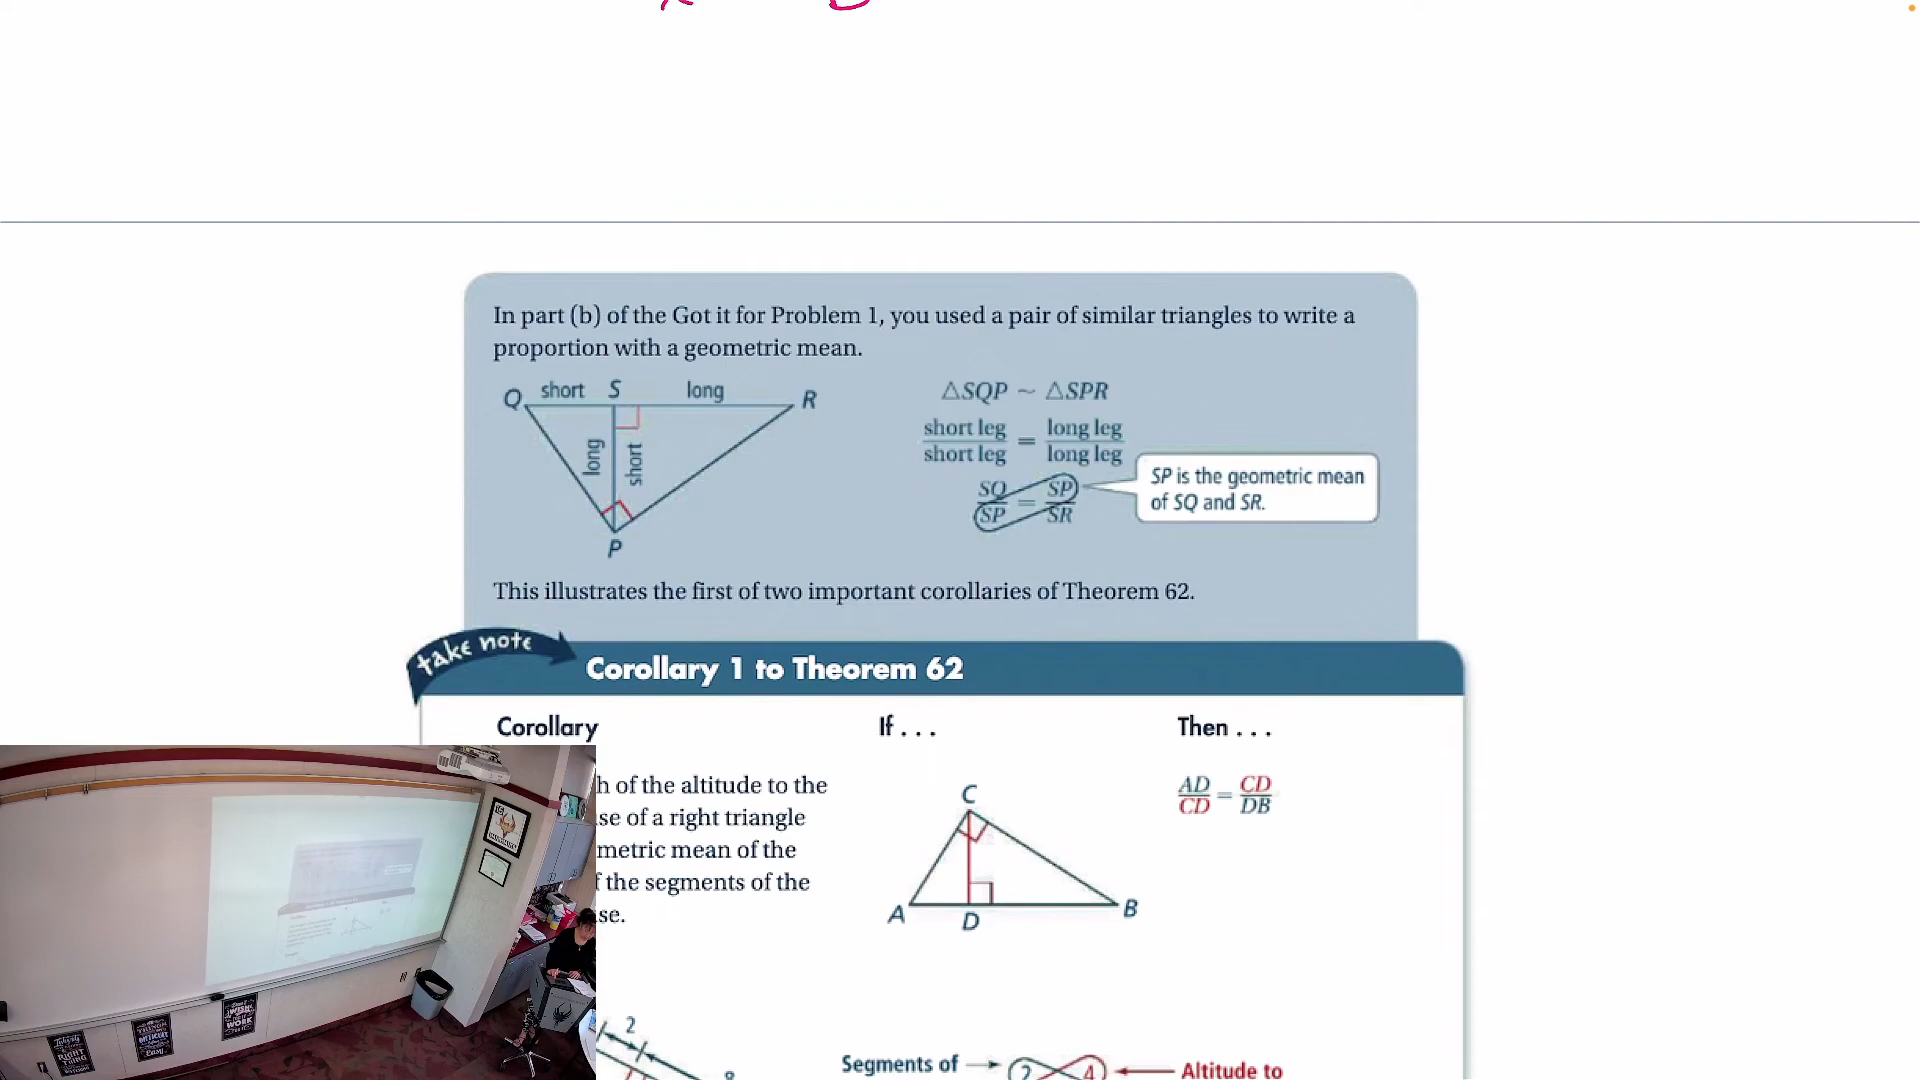 In part (b) of the Got it for Problem 1, you used a pair of similar triangles to write a
proportion with a geometric mean.
Q short S long R
long
short
P
△SQP ~ △SPR
short leg / short leg = long leg / long leg
SQ / SP = SP / SR
SP is the geometric mean
of SQ and SR.
This illustrates the first of two important corollaries of Theorem 62.
take note
Corollary 1 to Theorem 62
Corollary
h of the altitude to the
se of a right triangle
metric mean of the
f the segments of the
se.
If . . .
C
A
D
B
Then . . .
AD / CD = CD / DB
2
8
Segments of
2 4
Altitude to